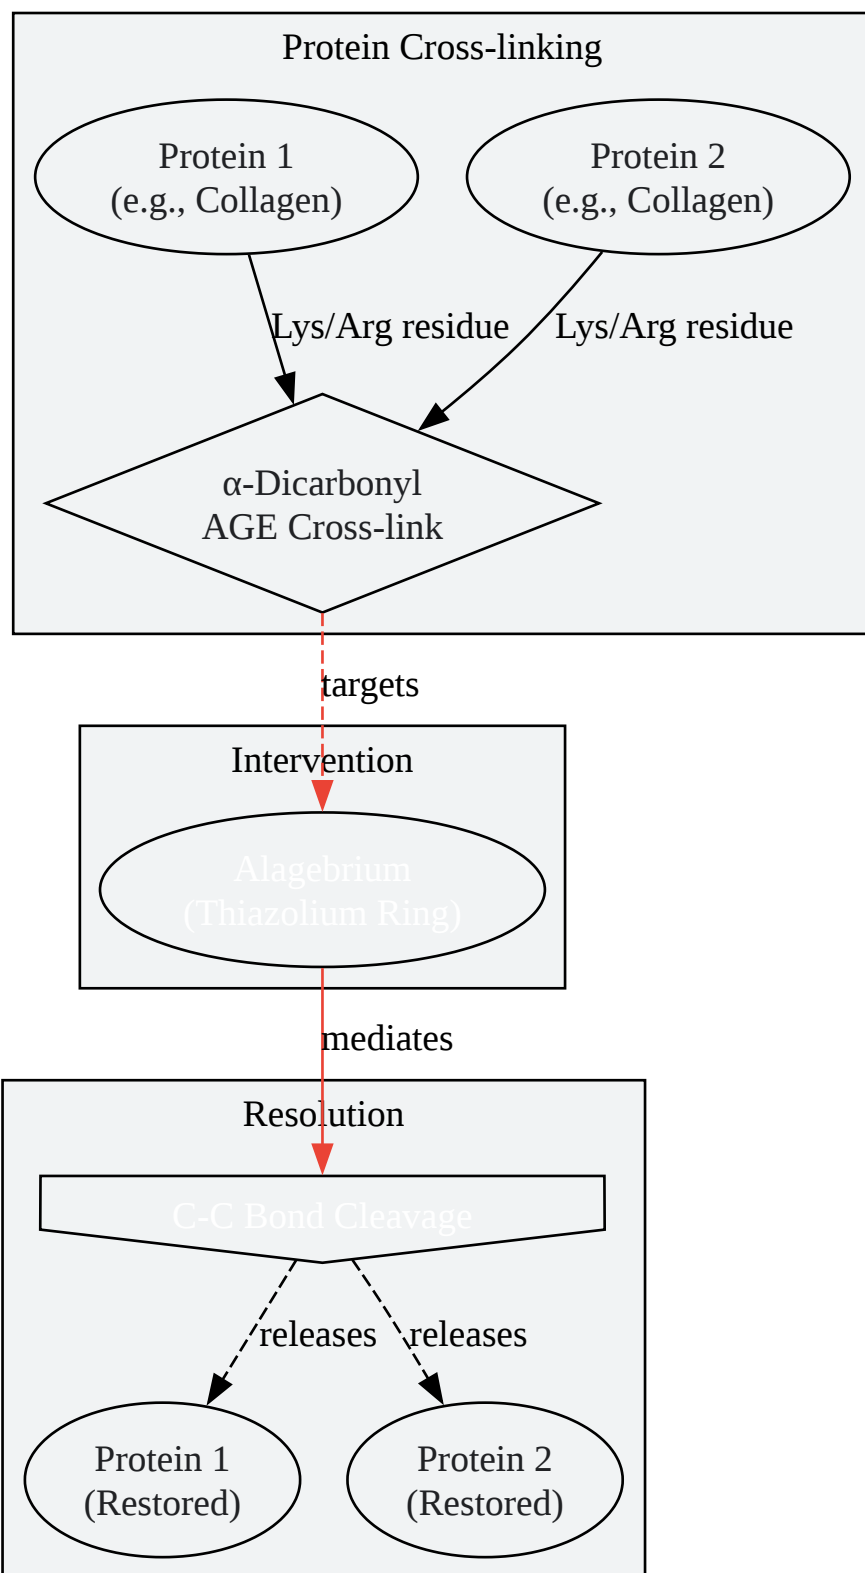 Protein Cross-linking
Protein 1
(e.g., Collagen)
Protein 2
(e.g., Collagen)
Lys/Arg residue
Lys/Arg residue
α-Dicarbonyl
AGE Cross-link
targets
Intervention
Alagebrium
(Thiazolium Ring)
mediates
Resolution
C-C Bond Cleavage
releases
releases
Protein 1
(Restored)
Protein 2
(Restored)